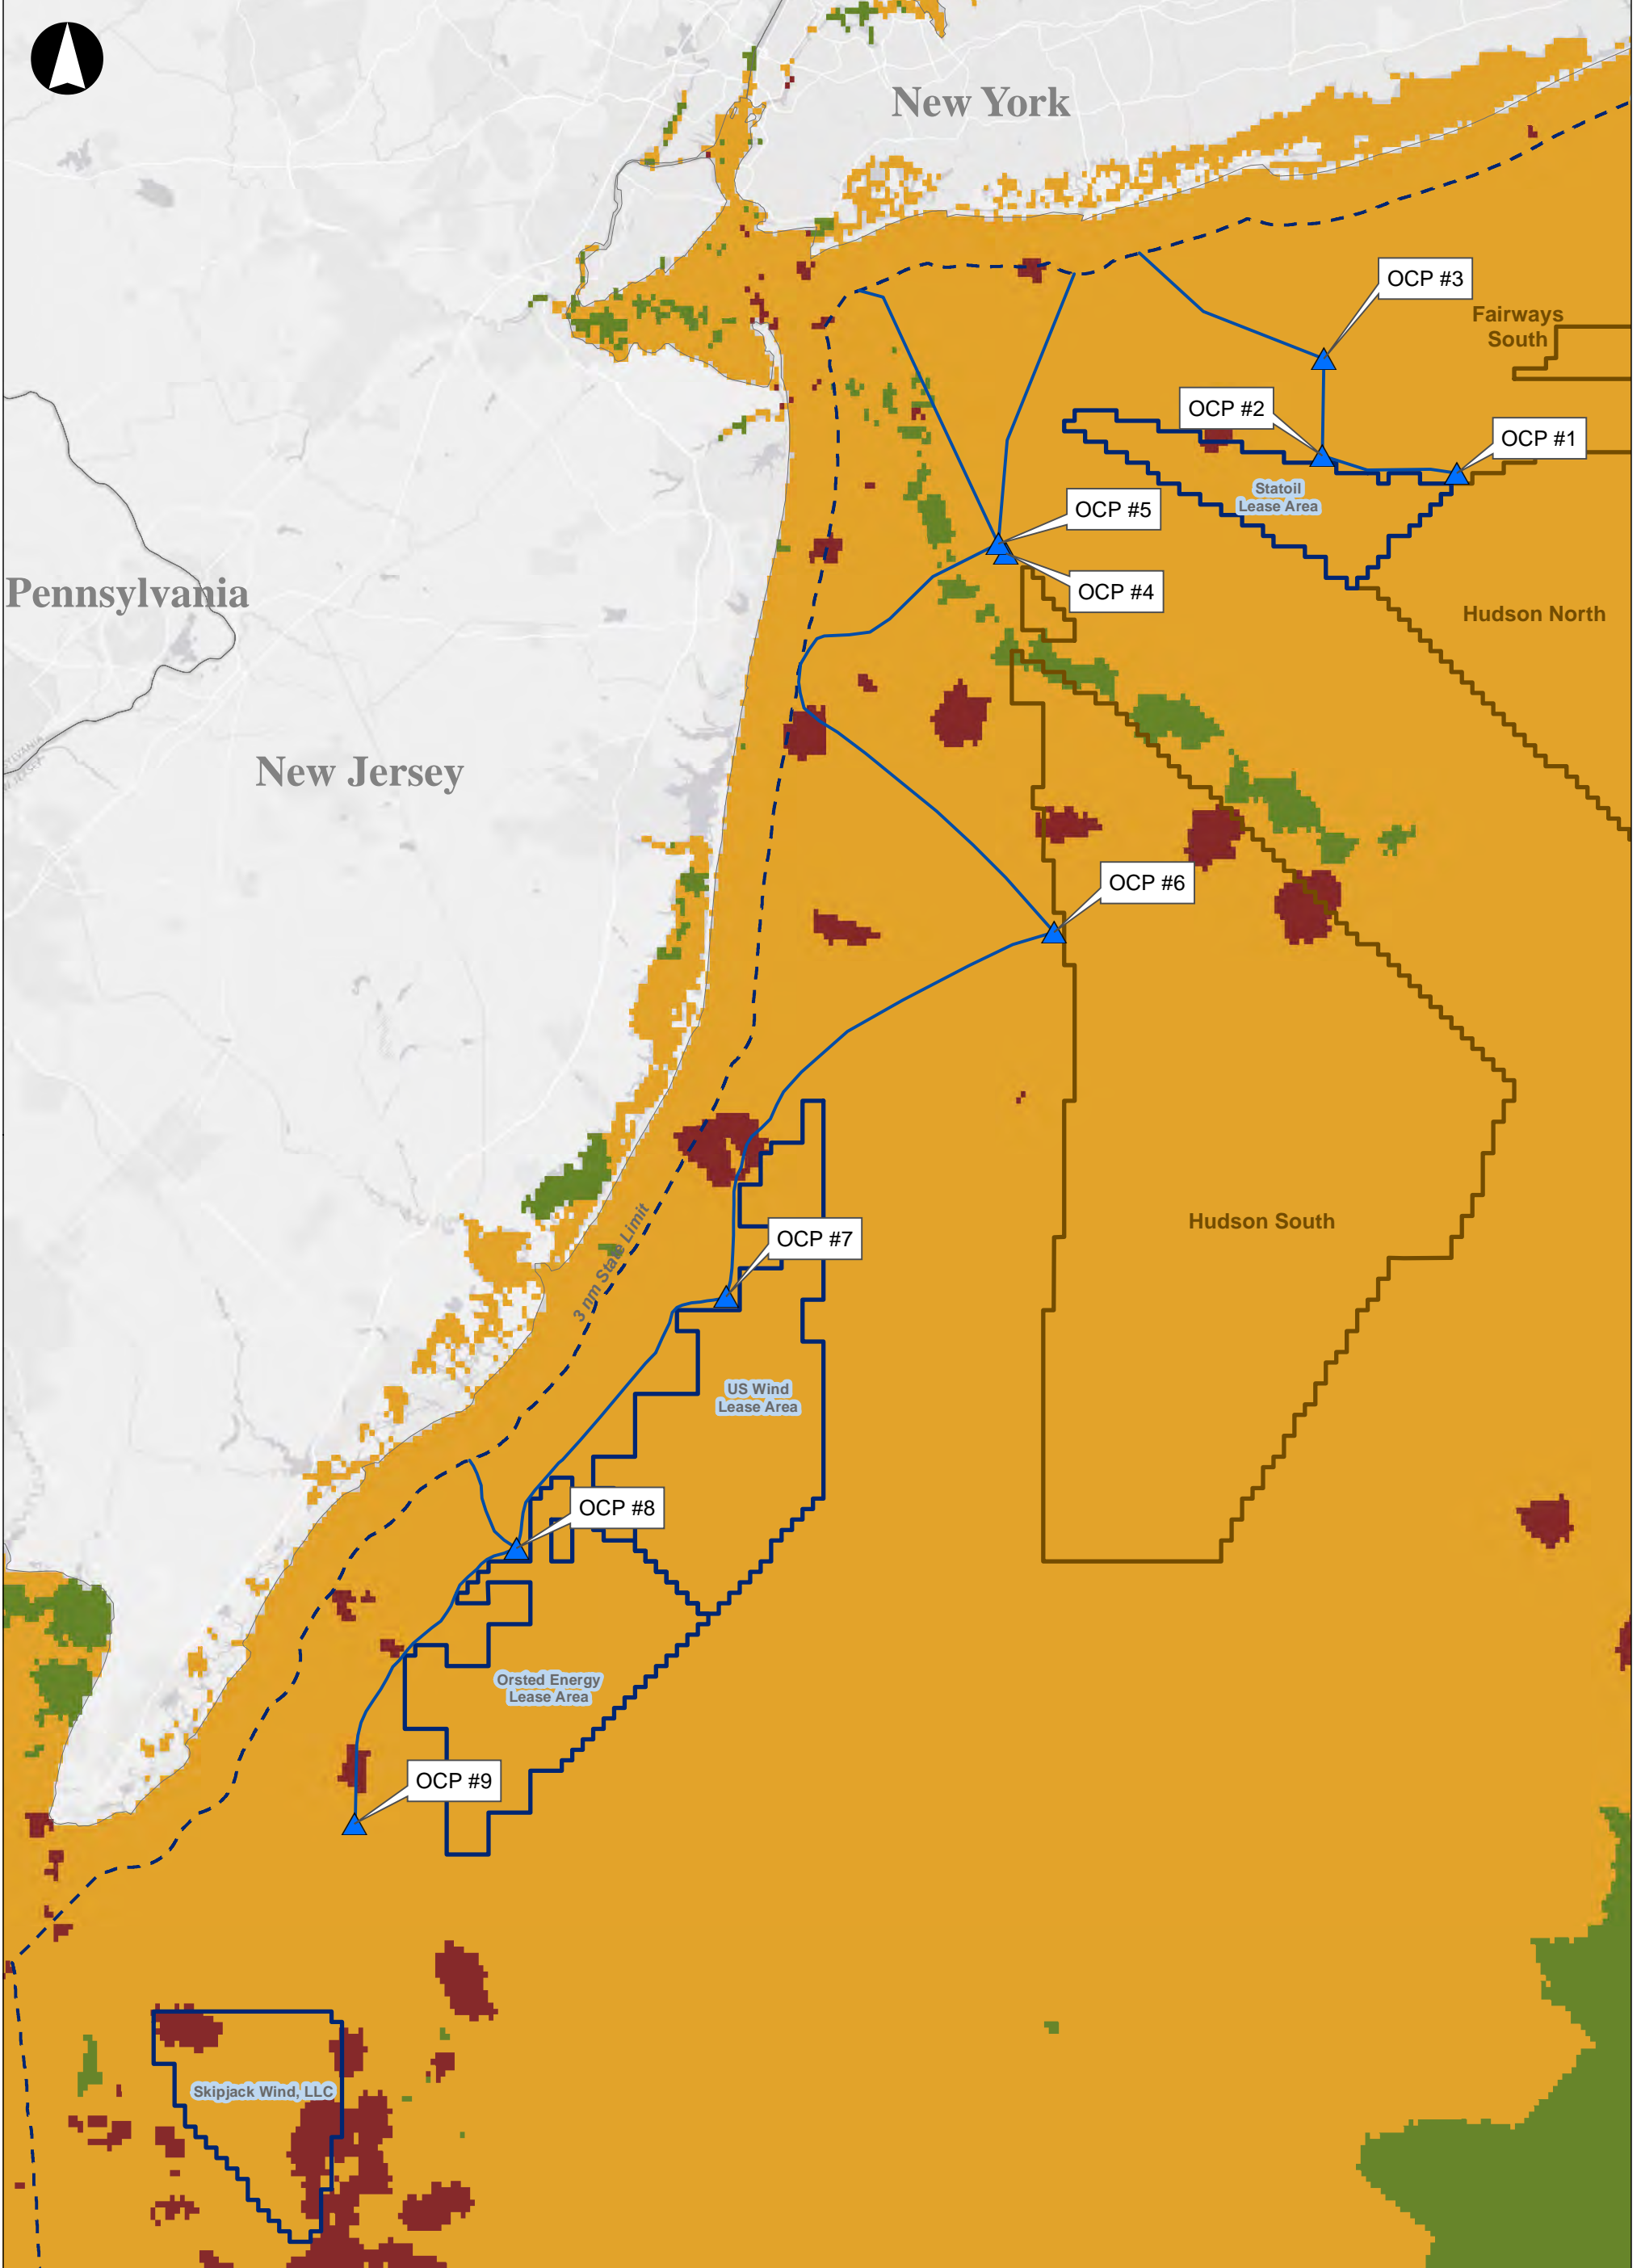 New York
OCP #3
Fairways
South
OCP #2
OCP #1
Statoil
Lease Area
OCP #5
OCP #4
Pennsylvania
Hudson North
New Jersey
OCP #6
Hudson South
3 nm State Limit
OCP #7
US Wind
Lease Area
OCP #8
Orsted Energy
Lease Area
OCP #9
Skipjack Wind, LLC